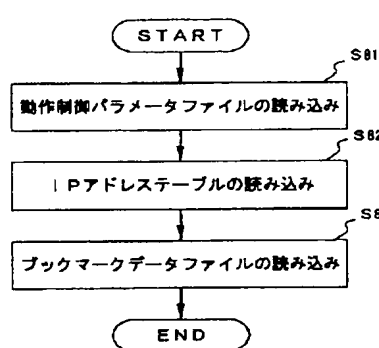 START
S81
動作制御パラメータファイルの読み込み
S82
IPアドレステーブルの読み込み
S8
ブックマークデータファイルの読み込み
END